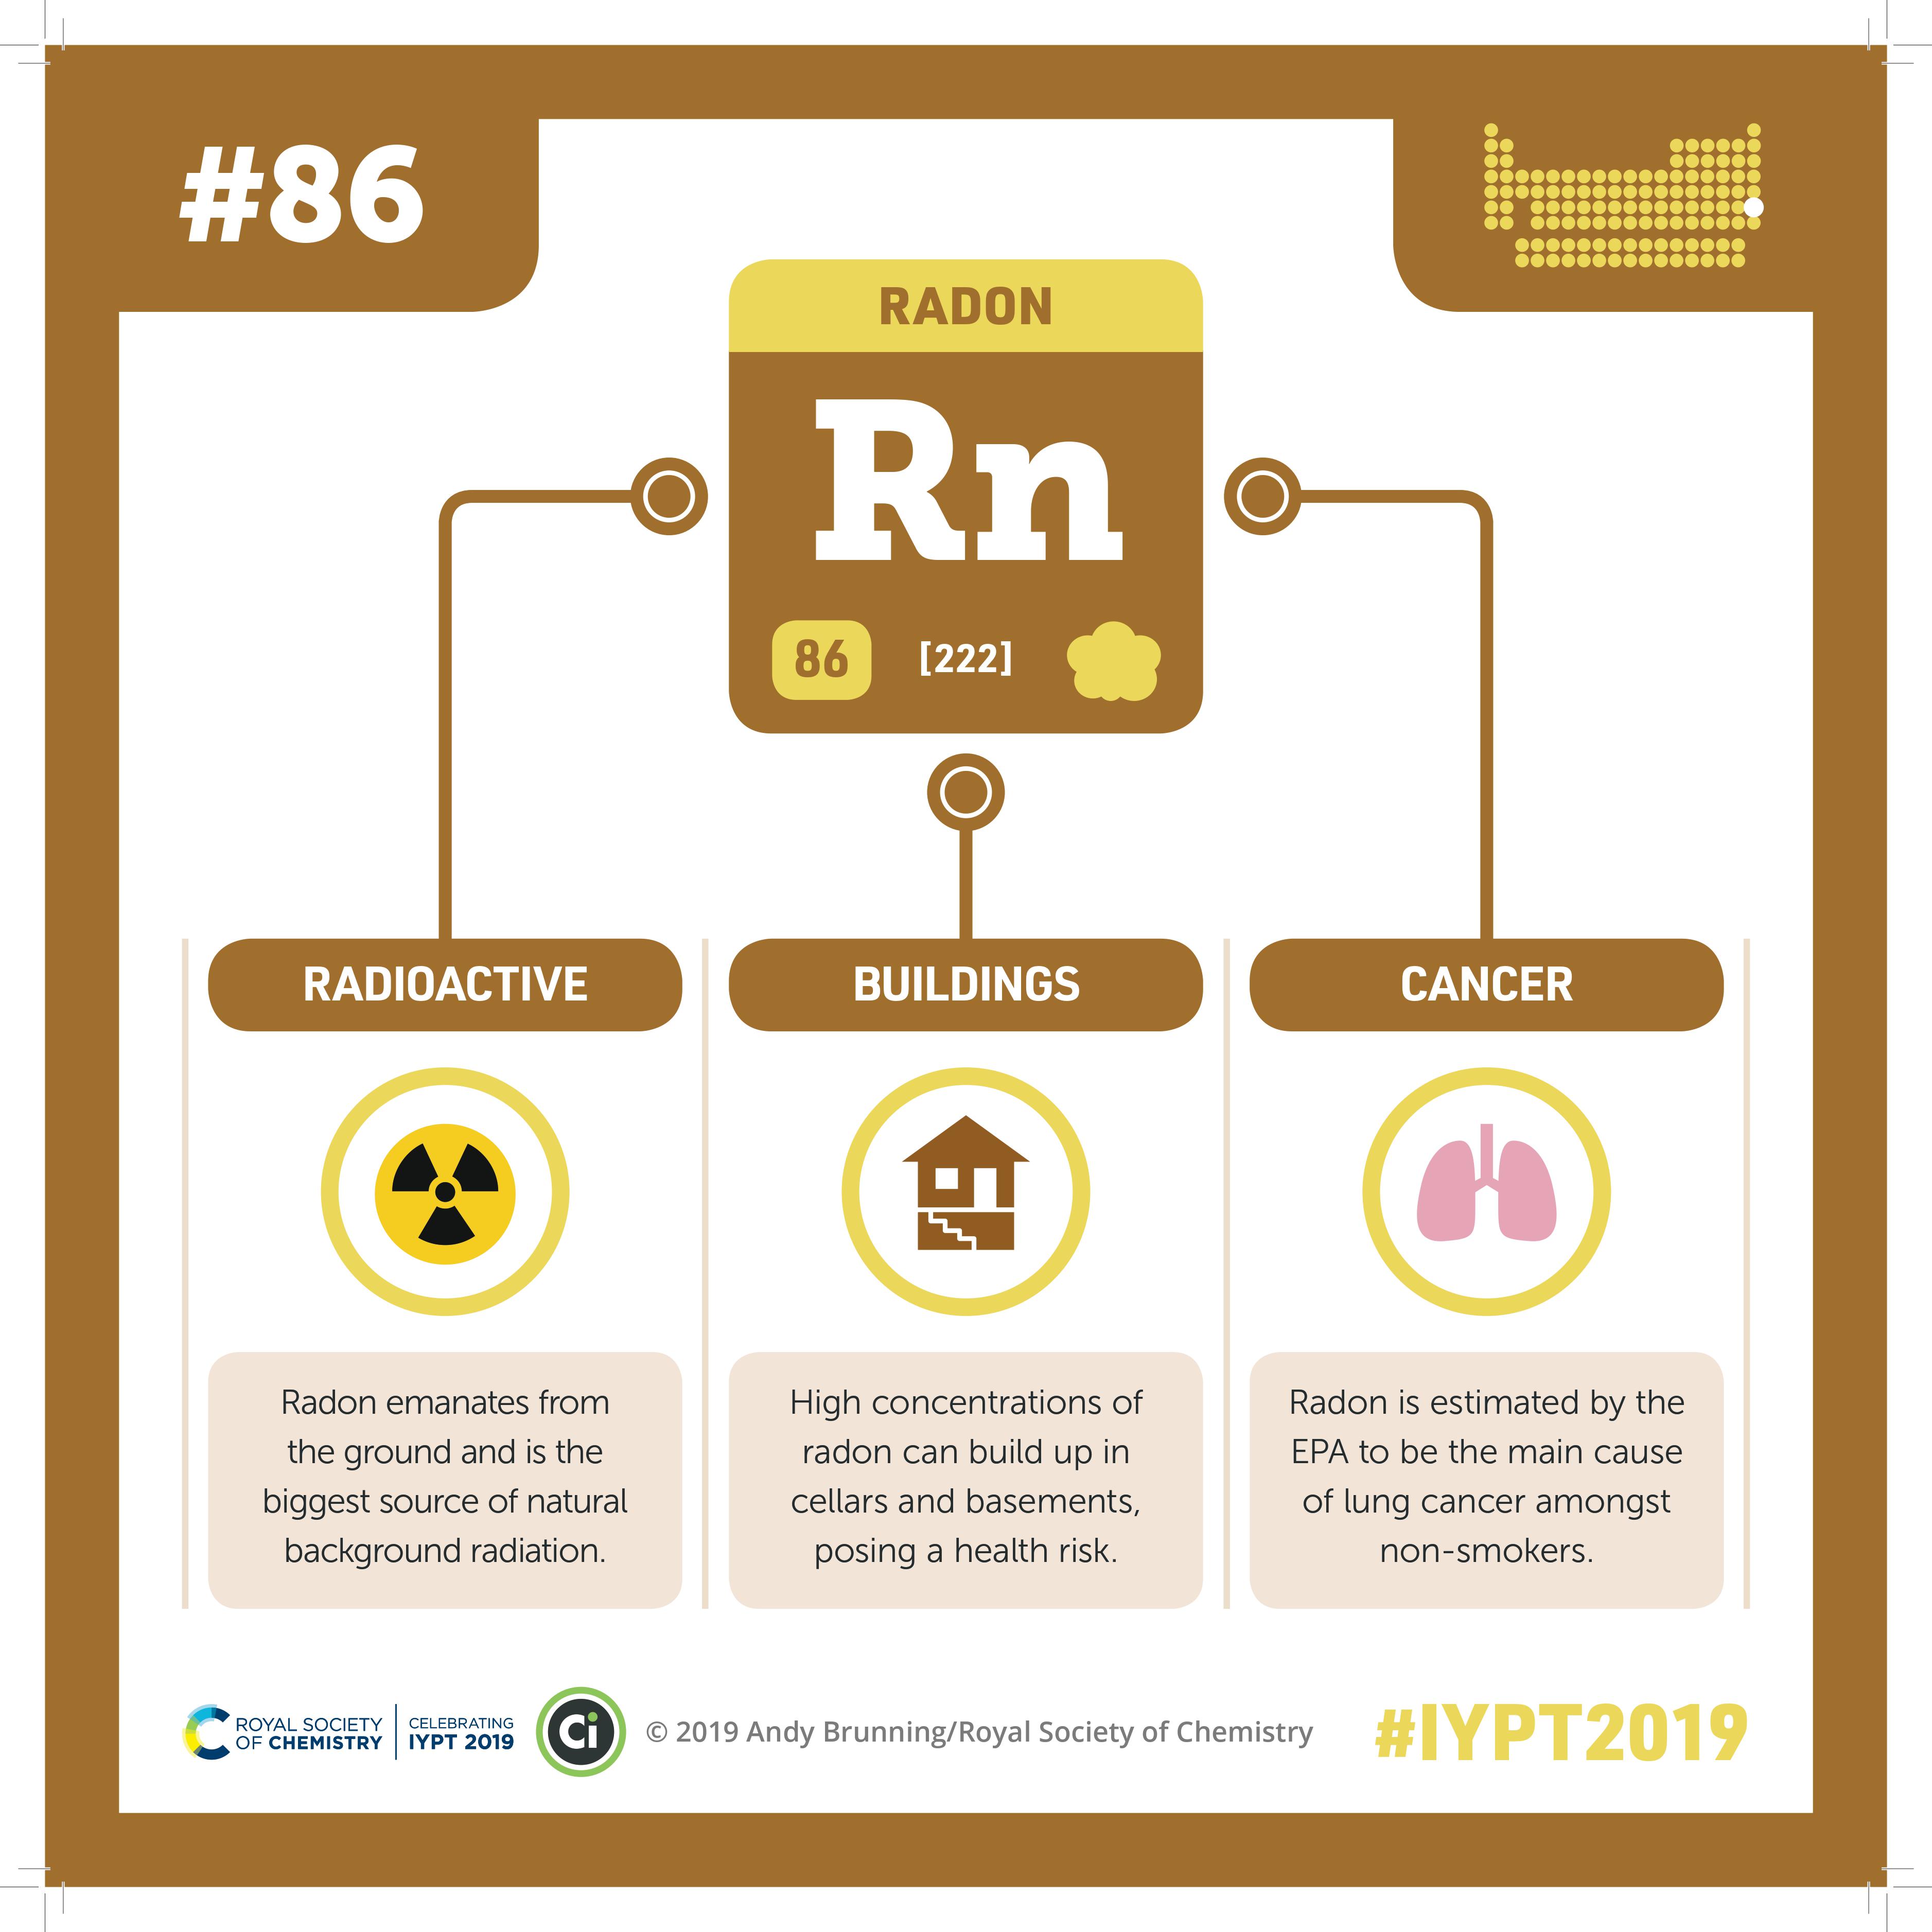 #86
RADON
Rn
86 [222]
RADIOACTIVE
Radon emanates from
the ground and is the
biggest source of natural
background radiation.
BUILDINGS
High concentrations of
radon can build up in
cellars and basements,
posing a health risk.
CANCER
Radon is estimated by the
EPA to be the main cause
of lung cancer amongst
non-smokers.
ROYAL SOCIETY
OF CHEMISTRY
CELEBRATING
IYPT 2019
Ci
© 2019 Andy Brunning/Royal Society of Chemistry
#IYPT2019